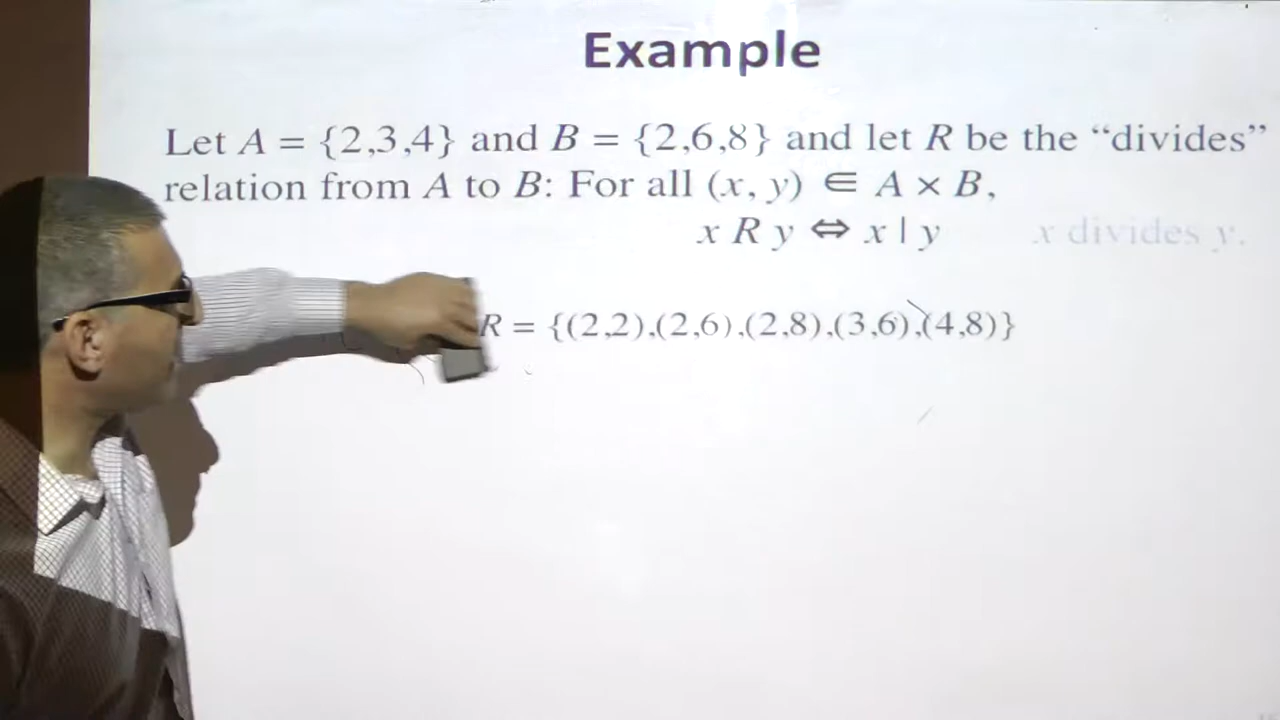 Example
Let A = {2,3,4} and B = {2,6,8} and let R be the “divides”
relation from A to B: For all (x, y) ∈ A × B,
x R y ⇔ x | y x divides y.
R = {(2,2),(2,6),(2,8),(3,6),(4,8)}